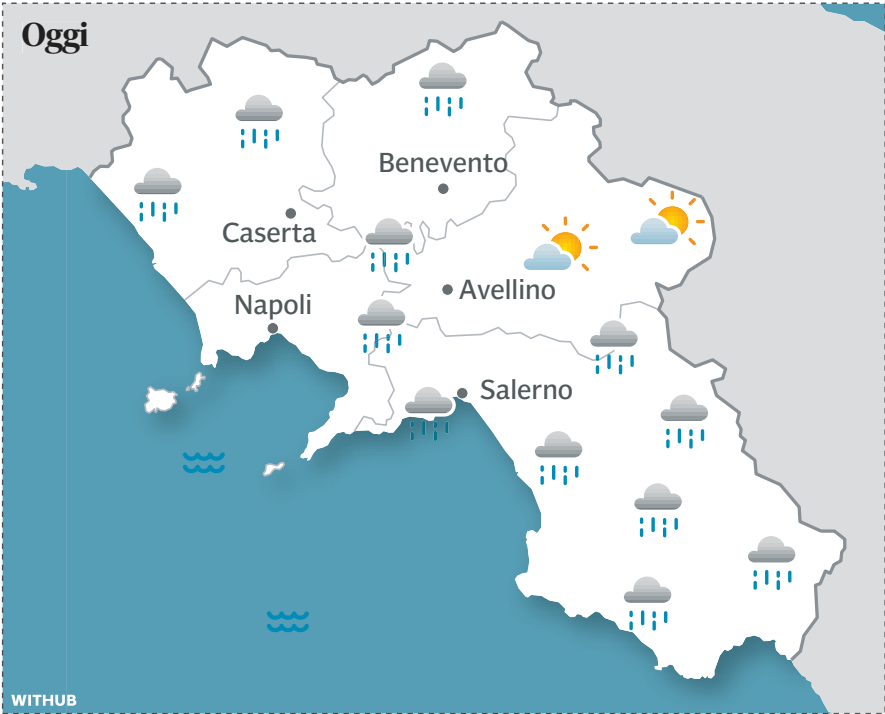 Oggi
Benevento
Caserta
Avellino
Napoli
Salerno
WITHUB